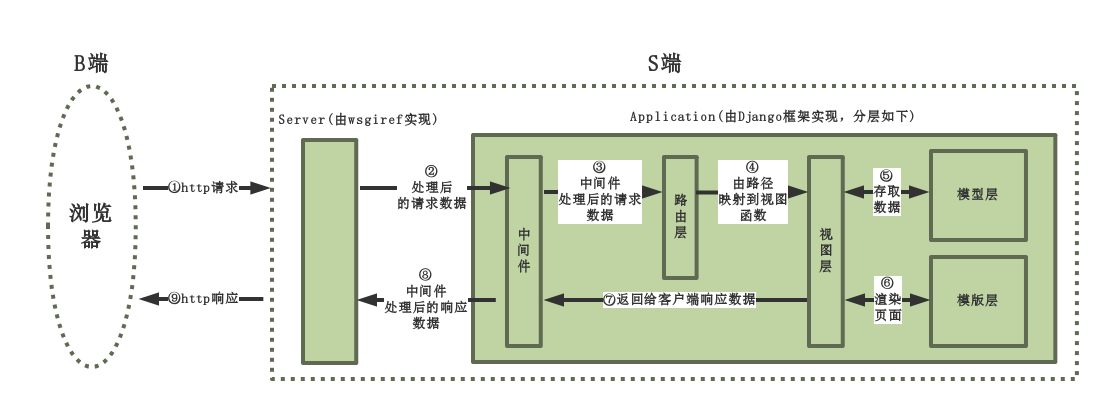 B端
S端
Server(由wsgiref实现)
Application(由Django框架实现，分层如下)
浏览
器
①http请求
②
处理后
的请求数据
中
间
件
③
中间件
处理后的请求
数据
路
由
层
④
由路径
映射到视图
函数
视
图
层
⑤
存取
数据
模型层
⑥
渲染
页面
模版层
⑦返回给客户端响应数据
⑧
中间件
处理后的响应
数据
⑨http响应